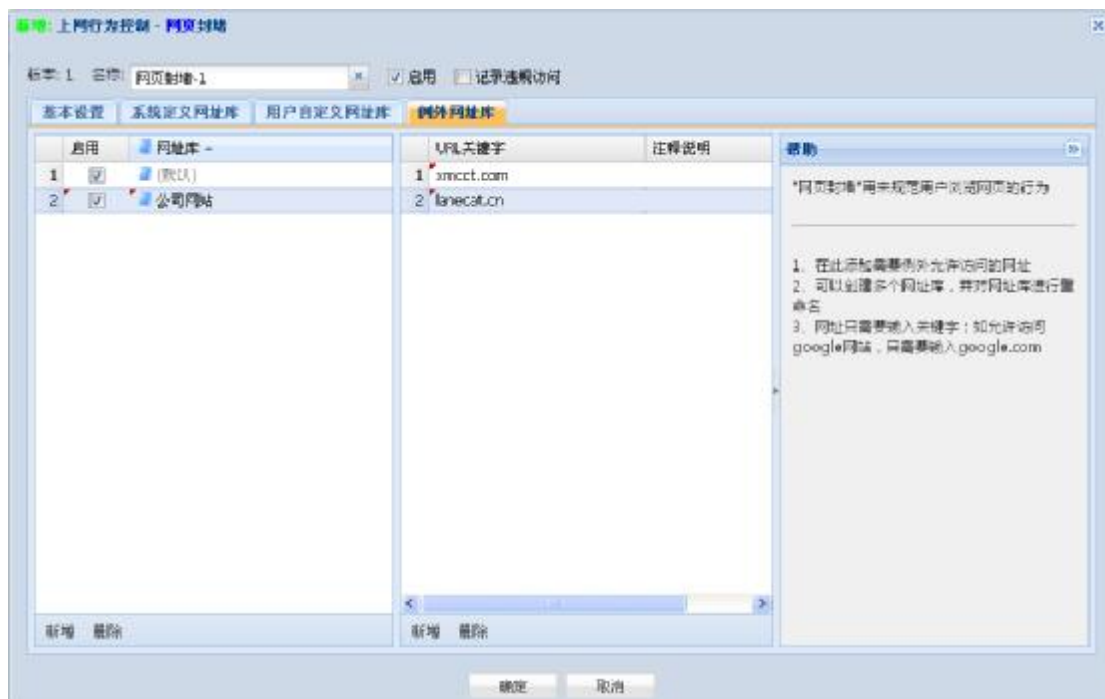 新增: 上网行为控制 - 网页封堵
版本: 1 名称: 网页封堵-1 启用 记录违规访问
基本设置 系统定义网址库 用户自定义网址库 例外网址库
启用 网址库
1 (默认)
2 公司网站
URL关键字 注释说明
1 xmcct.com
2 lanecat.cn
新增 删除
新增 删除
帮助
"网页封堵"用来规范用户浏览网页的行为
1、在此添加需要例外允许访问的网址
2、可以创建多个网址库，并对网址库进行重
命名
3、网址只需要输入关键字；如允许访问
google网站，只需要输入google.com
确定 取消